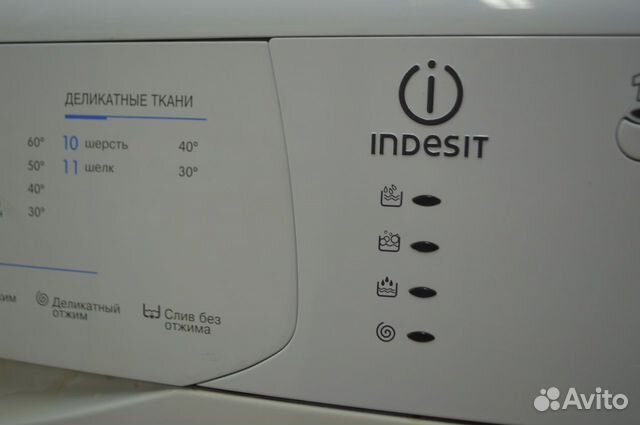 ДЕЛИКАТНЫЕ ТКАНИ
60° 10 шерсть 40°
50° 11 шелк 30°
40°
30°
Деликатный отжим
Слив без отжима
INDESIT
Avito